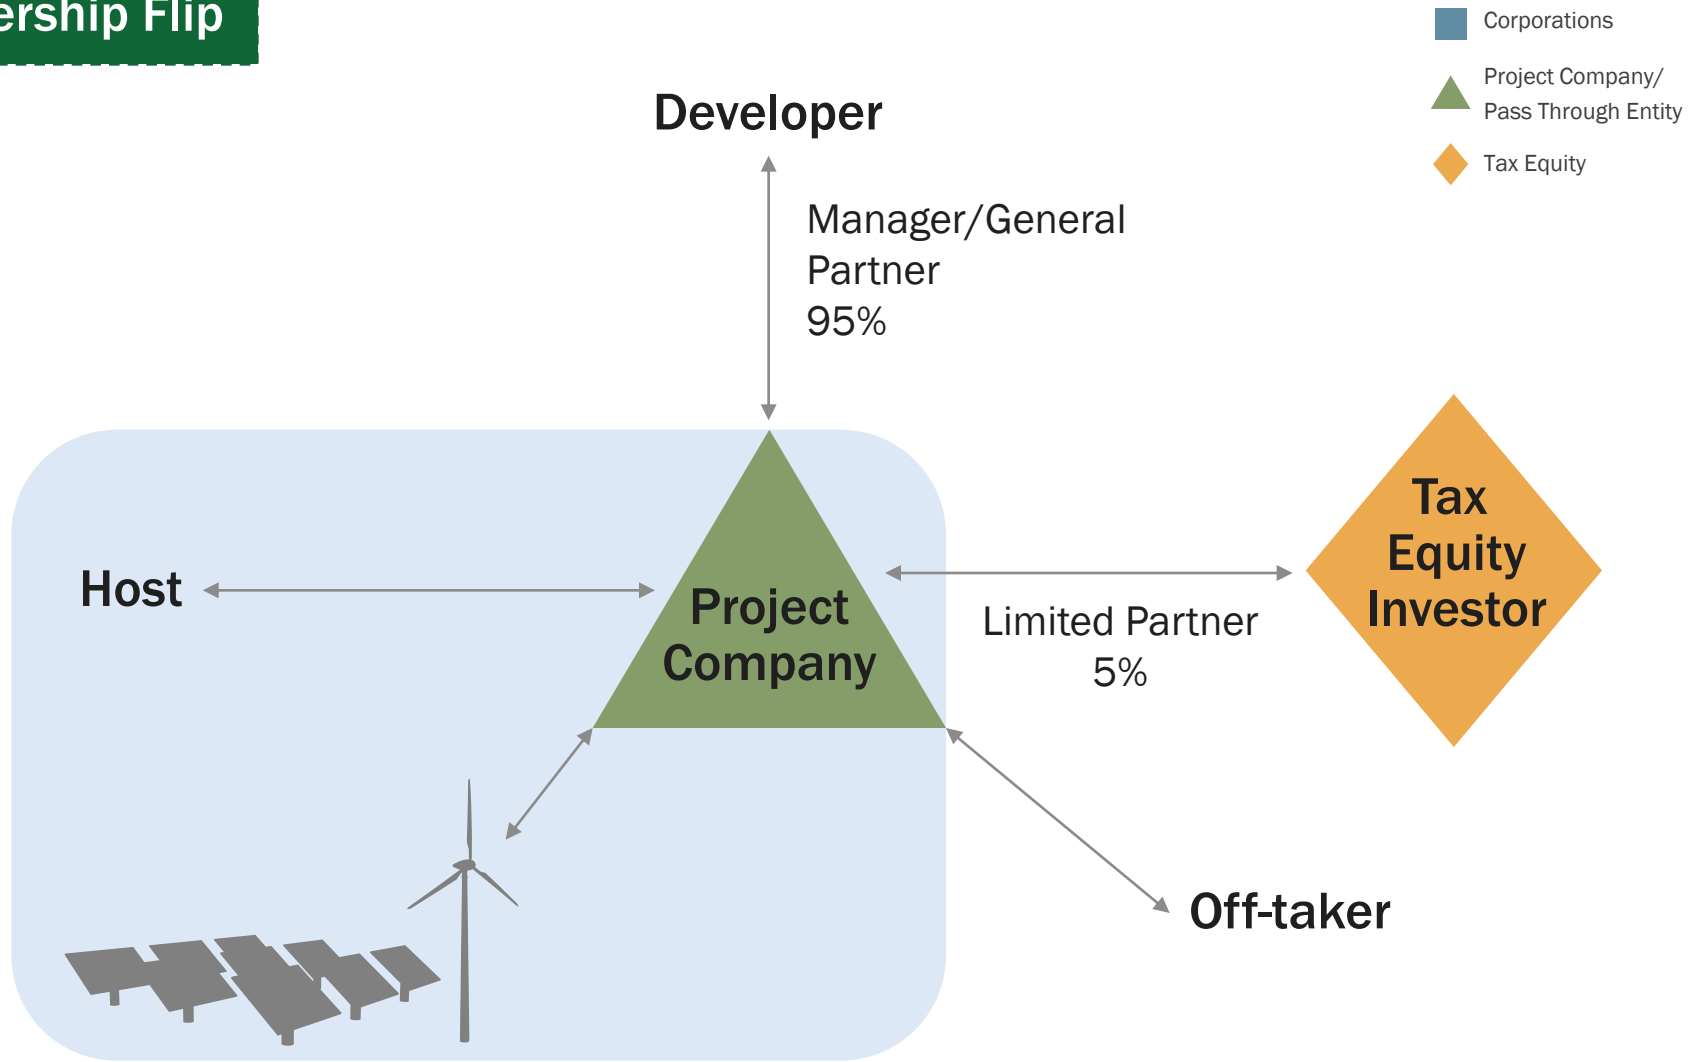 ership Flip
Corporations
Project Company/
Pass Through Entity
Tax Equity
Developer
Manager/General
Partner
95%
Host
Project
Company
Limited Partner
5%
Tax
Equity
Investor
Off-taker